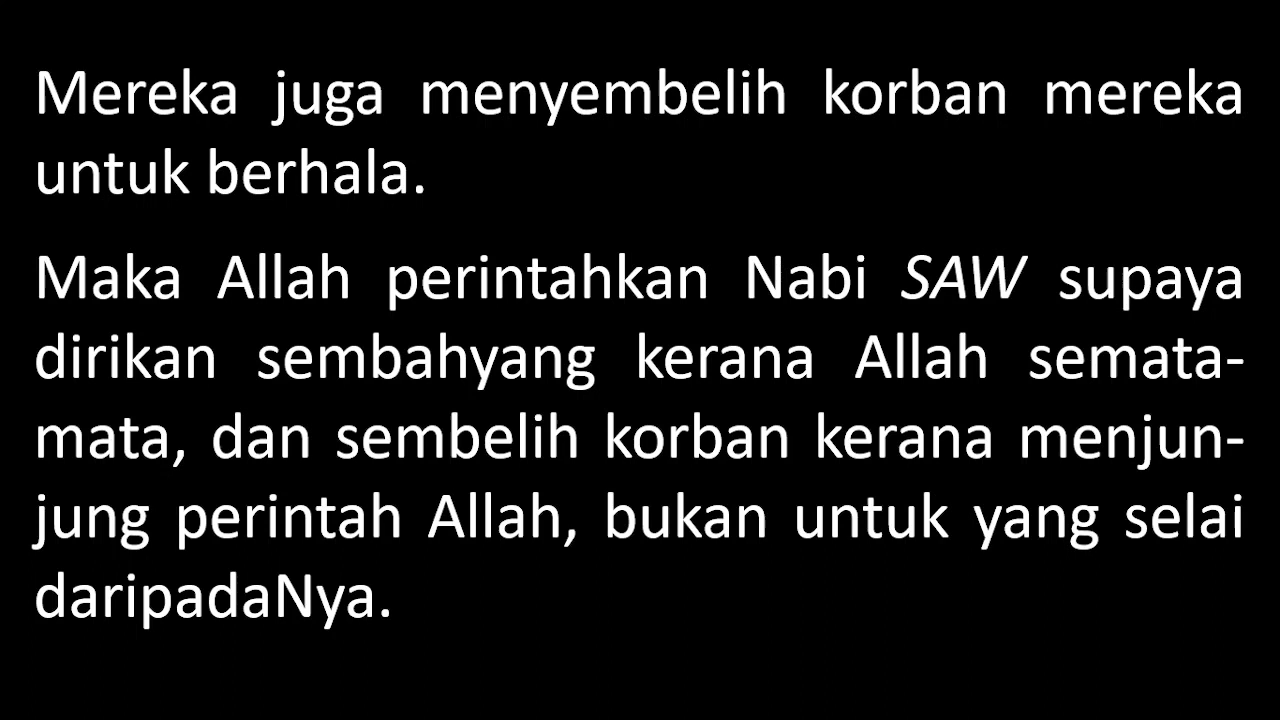 Mereka juga menyembelih korban mereka
untuk berhala.
Maka Allah perintahkan Nabi SAW supaya
dirikan sembahyang kerana Allah semata-
mata, dan sembelih korban kerana menjun-
jung perintah Allah, bukan untuk yang selai
daripadaNya.